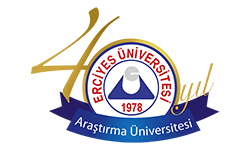 40
yıl
ERCİYES ÜNİVERSİTESİ
1978
Araştırma Üniversitesi